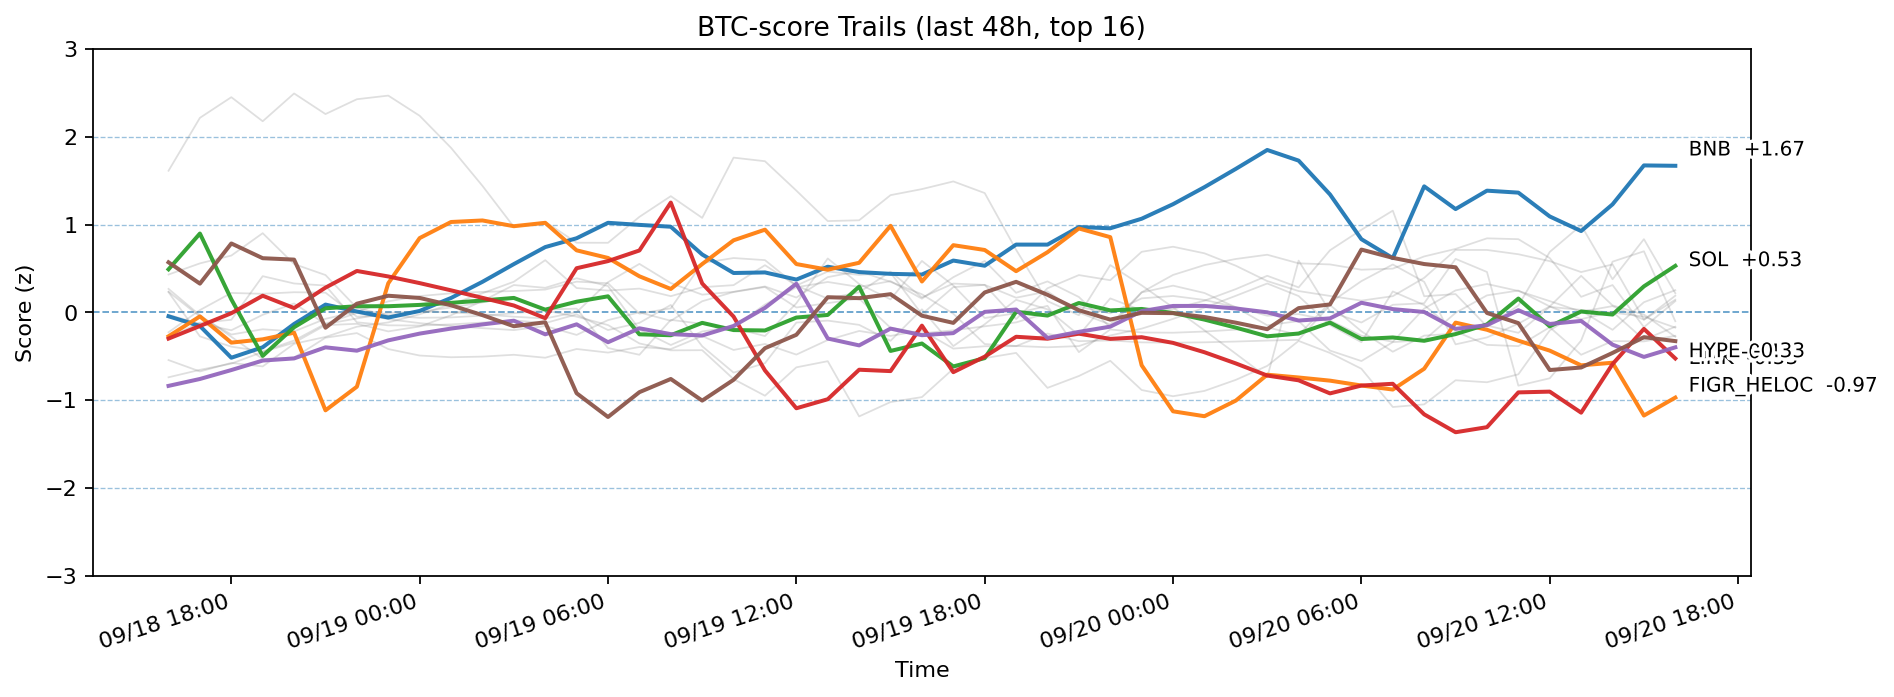 BTC-score Trails (last 48h, top 16)
Score (z)
3
2
1
0
−1
−2
−3
BNB +1.67
SOL +0.53
HYPE
FIGR_HELOC -0.97
09/18 18:00
09/19 00:00
09/19 06:00
09/19 12:00
09/19 18:00
09/20 00:00
09/20 06:00
09/20 12:00
09/20 18:00
Time